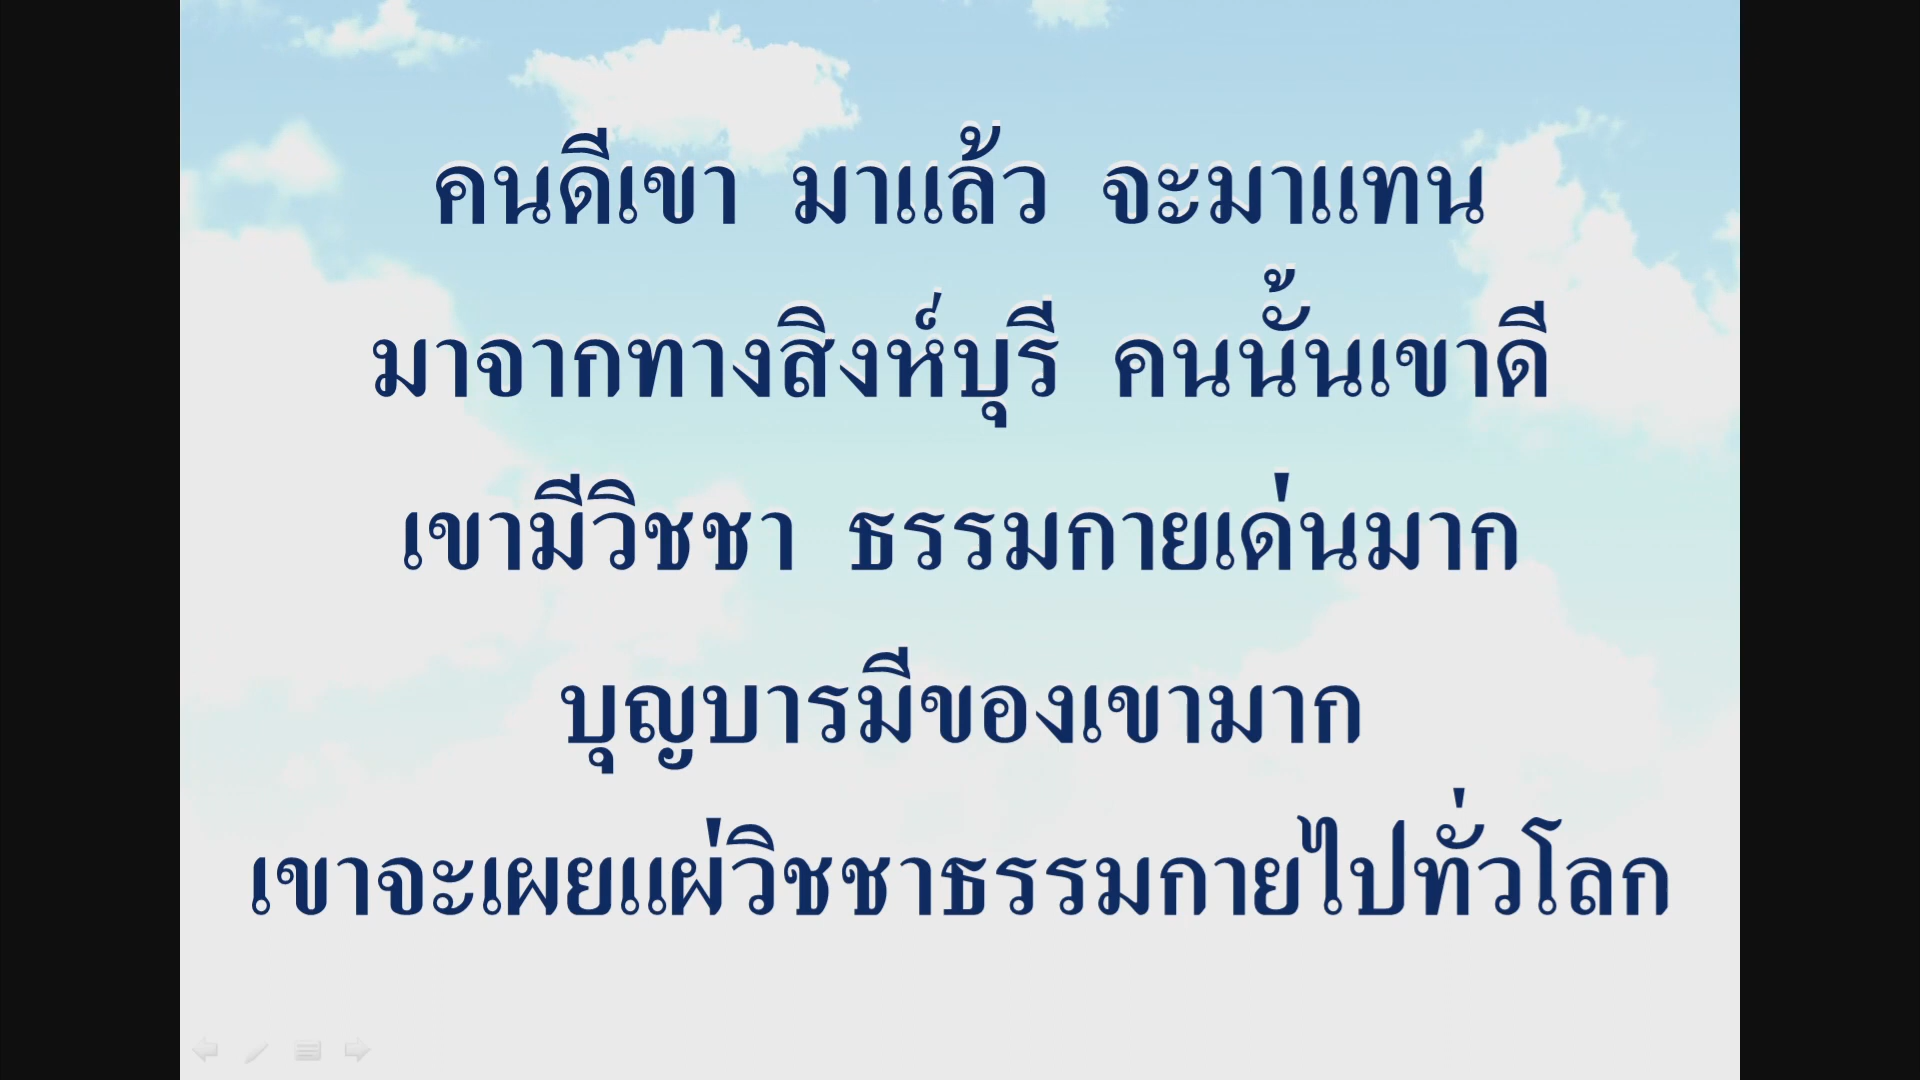 คนดีเขา มาแล้ว จะมาแทน
มาจากทางสิงห์บุรี คนนั้นเขาดี
เขามีวิชชา ธรรมกายเด่นมาก
บุญบารมีของเขามาก
เขาจะเผยแผ่วิชชาธรรมกายไปทั่วโลก